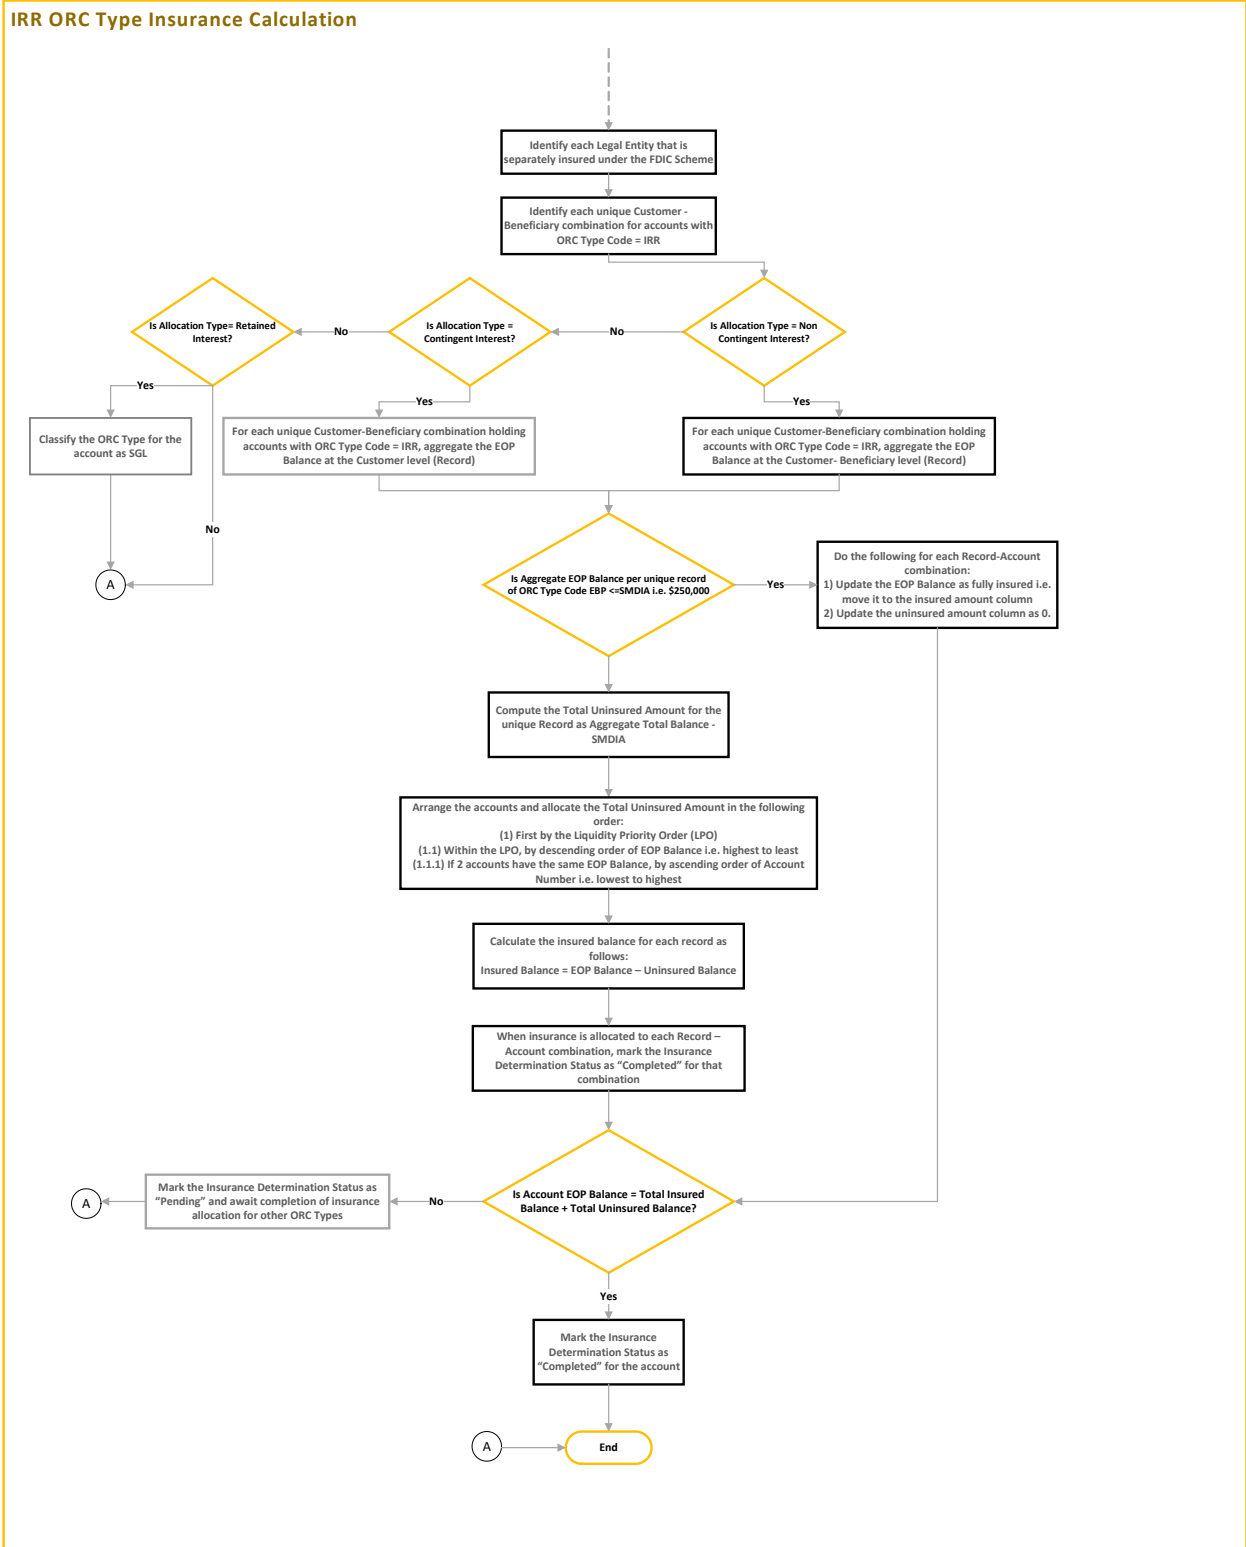 IRR ORC Type Insurance Calculation
Identify each Legal Entity that is
separately insured under the FDIC Scheme
Identify each unique Customer -
Beneficiary combination for accounts with
ORC Type Code = IRR
Is Allocation Type= Retained
Interest?
No
Is Allocation Type =
Contingent Interest?
No
Is Allocation Type = Non
Contingent Interest?
Yes
Yes
Yes
Classify the ORC Type for the
account as SGL
For each unique Customer-Beneficiary combination holding
accounts with ORC Type Code = IRR, aggregate the EOP
Balance at the Customer level (Record)
For each unique Customer-Beneficiary combination holding
accounts with ORC Type Code = IRR, aggregate the EOP
Balance at the Customer- Beneficiary level (Record)
No
A
Is Aggregate EOP Balance per unique record
of ORC Type Code EBP <=SMDIA i.e. $250,000
Yes
Do the following for each Record-Account
combination:
1) Update the EOP Balance as fully insured i.e.
move it to the insured amount column
2) Update the uninsured amount column as 0.
Compute the Total Uninsured Amount for the
unique Record as Aggregate Total Balance -
SMDIA
Arrange the accounts and allocate the Total Uninsured Amount in the following
order:
(1) First by the Liquidity Priority Order (LPO)
(1.1) Within the LPO, by descending order of EOP Balance i.e. highest to least
(1.1.1) If 2 accounts have the same EOP Balance, by ascending order of Account
Number i.e. lowest to highest
Calculate the insured balance for each record as
follows:
Insured Balance = EOP Balance – Uninsured Balance
When insurance is allocated to each Record –
Account combination, mark the Insurance
Determination Status as “Completed” for that
combination
A
Mark the Insurance Determination Status as
“Pending” and await completion of insurance
allocation for other ORC Types
No
Is Account EOP Balance = Total Insured
Balance + Total Uninsured Balance?
Yes
Mark the Insurance
Determination Status as
“Completed” for the account
A
End